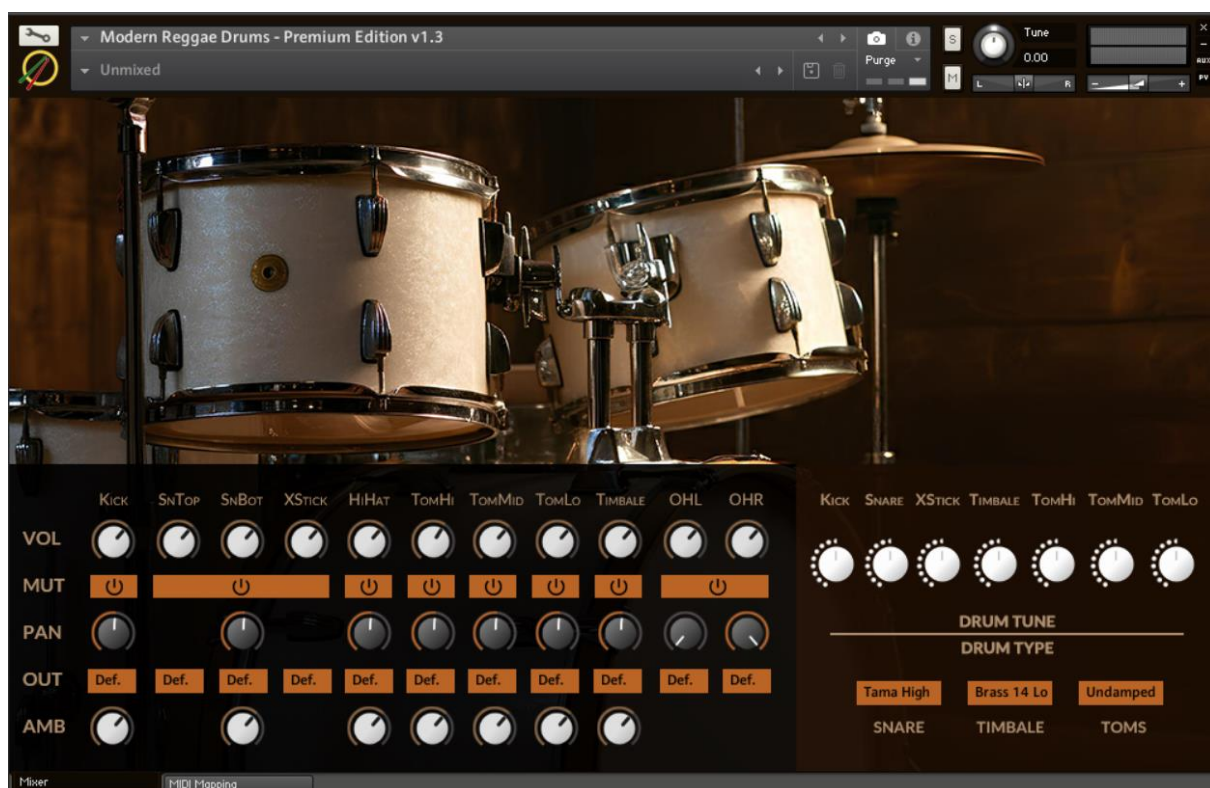 Modern Reggae Drums - Premium Edition v1.3
Unmixed
Purge
S
M
Tune
0.00
L R
- +
AUX
PV
Kick SnTop SnBot XStick HiHat TomHi TomMid TomLo Timbale OHL OHR
VOL
MUT
PAN
OUT Def. Def. Def. Def. Def. Def. Def. Def. Def. Def. Def.
AMB
Kick Snare XStick Timbale TomHi TomMid TomLo
DRUM TUNE
DRUM TYPE
Tama High Brass 14 Lo Undamped
SNARE TIMBALE TOMS
Mixer MIDI Mapping